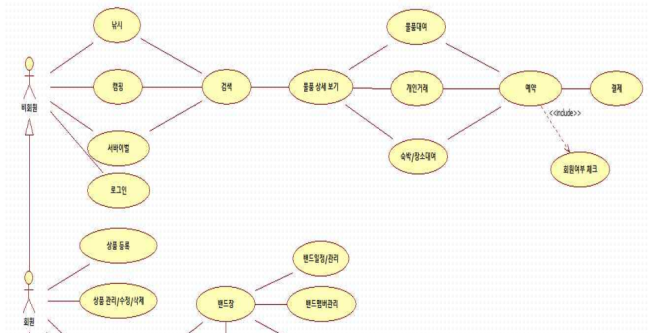 낚시
물품대여
비회원
캠핑
검색
물품 상세 보기
개인거래
예약
결제
<<include>>
서바이벌
숙박/장소대여
회원여부 체크
로그인
상품 등록
밴드일정/관리
회원
상품 관리/수정/삭제
밴드장
밴드멤버관리